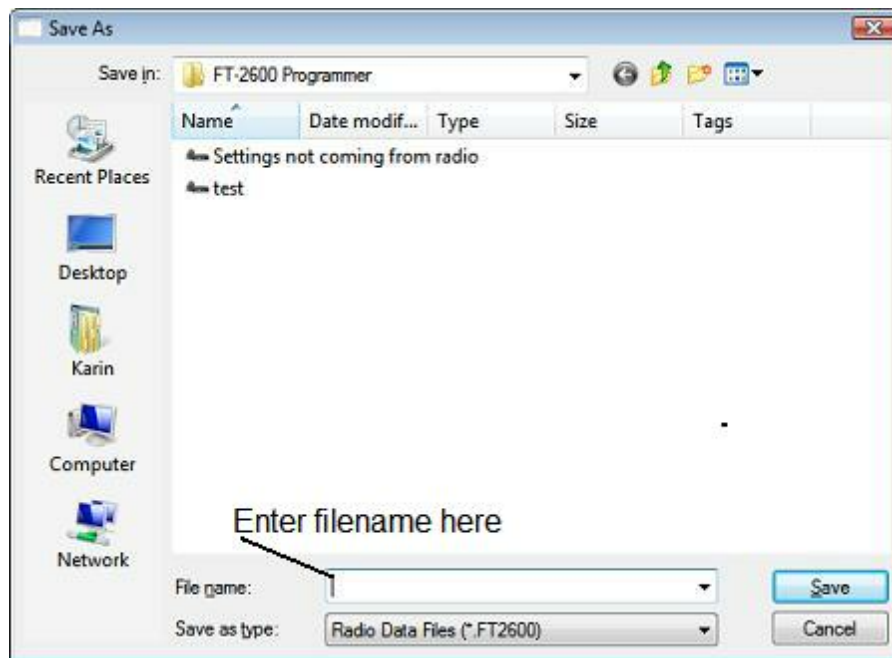 Save As
Save in:
FT-2600 Programmer
Name Date modif... Type Size Tags
Settings not coming from radio
test
Recent Places
Desktop
Karin
Computer
Network
Enter filename here
File name:
Save
Save as type: Radio Data Files (*.FT2600)
Cancel